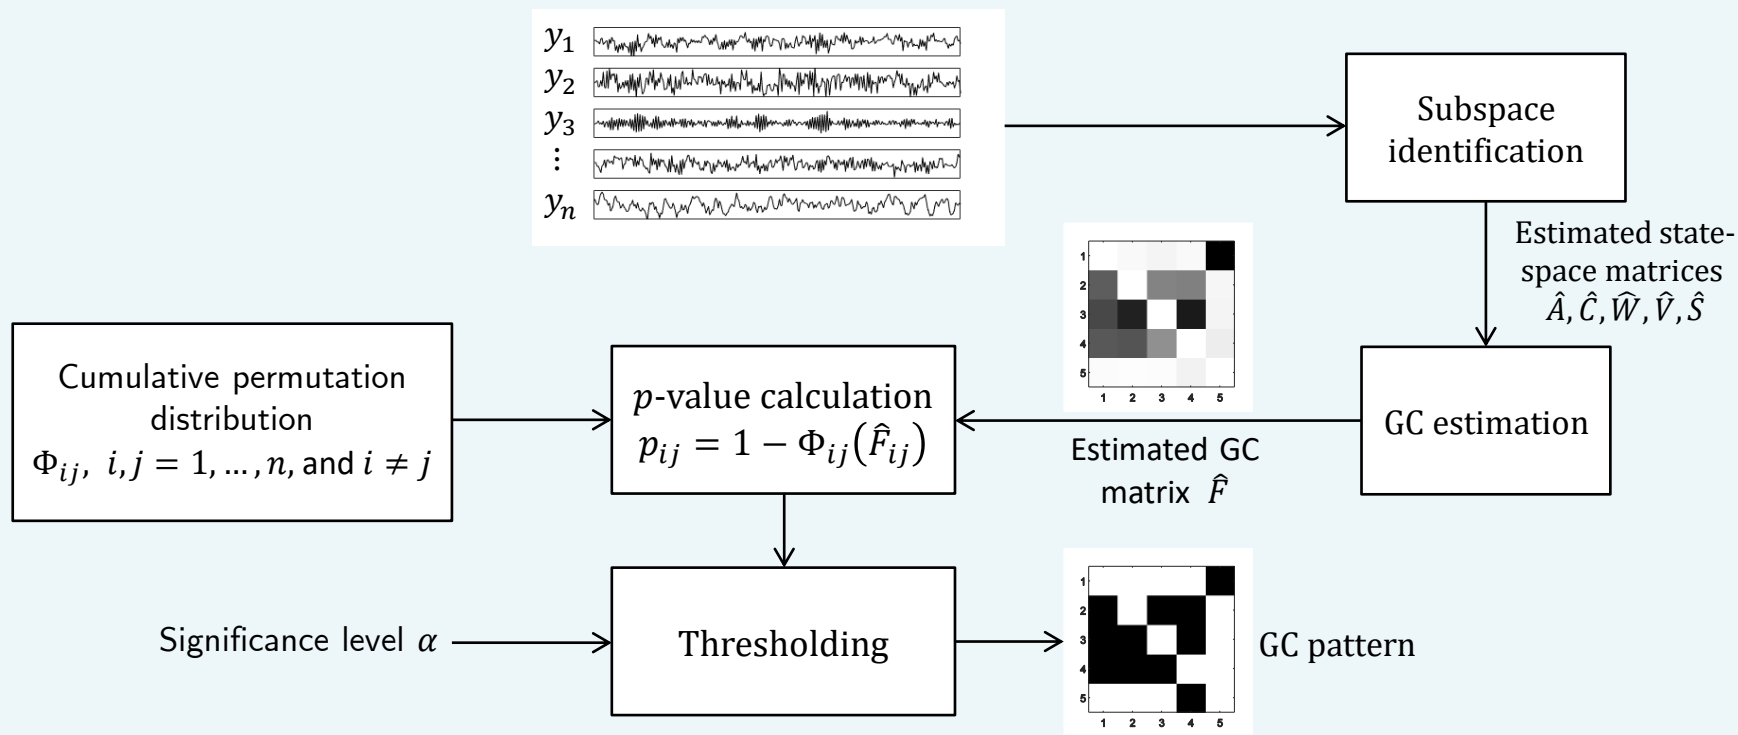 y₁
y₂
y₃
⋮
yₙ
Subspace
identification
Estimated state-
space matrices
Â, Ĉ, Ŵ, V̂, Ŝ
1
2
3
4
5
1 2 3 4 5
Cumulative permutation
distribution
Φᵢⱼ, i, j = 1, …, n, and i ≠ j
p-value calculation
pᵢⱼ = 1 − Φᵢⱼ(F̂ᵢⱼ)
GC estimation
Estimated GC
matrix F̂
Significance level α
Thresholding
1
2
3
4
5
1 2 3 4 5
GC pattern